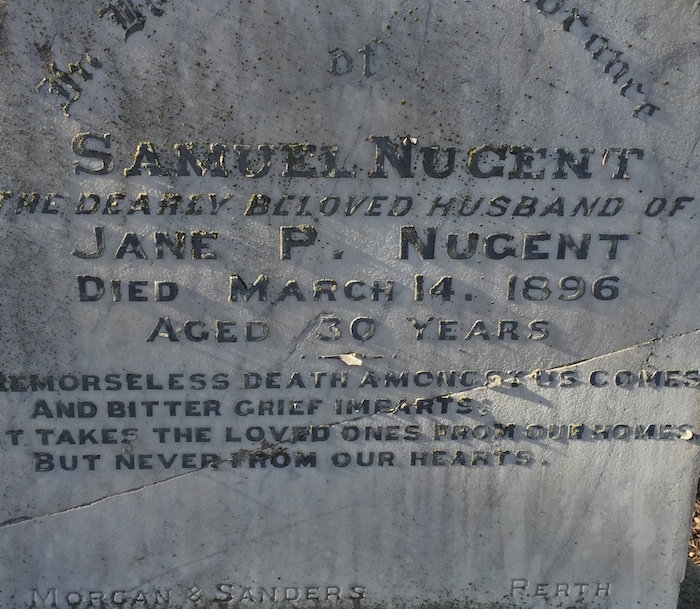 In
of
SAMUEL NUGENT
THE DEARLY BELOVED HUSBAND OF
JANE P. NUGENT
DIED MARCH 14. 1896
AGED 30 YEARS
REMORSELESS DEATH AMONGST US COMES
AND BITTER GRIEF IMPARTS;
IT TAKES THE LOVED ONES FROM OUR HOMES
BUT NEVER FROM OUR HEARTS.
MORGAN & SANDERS PERTH